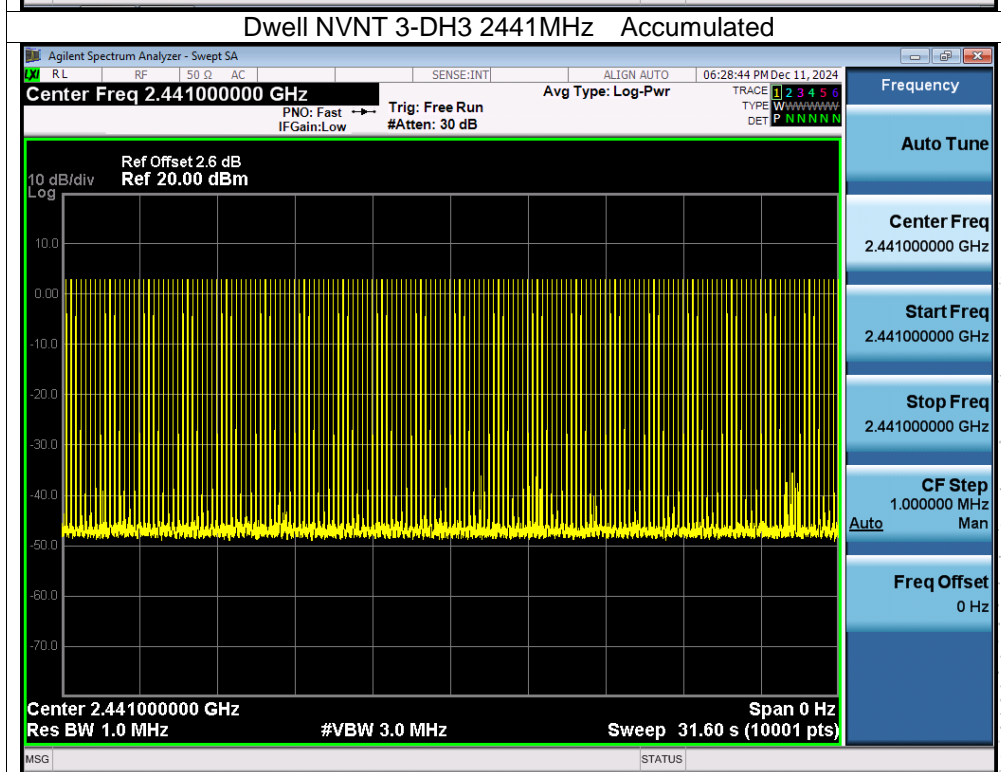 Dwell NVNT 3-DH3 2441MHz Accumulated
Agilent Spectrum Analyzer - Swept SA
LXI RL RF 50 Ω AC SENSE:INT ALIGN AUTO 06:28:44 PM Dec 11, 2024
Center Freq 2.441000000 GHz
PNO: Fast
IFGain:Low
Trig: Free Run
#Atten: 30 dB
Avg Type: Log-Pwr
TRACE 1 2 3 4 5 6
TYPE WWWWWW
DET P N N N N N
Ref Offset 2.6 dB
10 dB/div Ref 20.00 dBm
Log
10.0
0.00
-10.0
-20.0
-30.0
-40.0
-50.0
-60.0
-70.0
Center 2.441000000 GHz Span 0 Hz
Res BW 1.0 MHz #VBW 3.0 MHz Sweep 31.60 s (10001 pts)
MSG STATUS
Frequency
Auto Tune
Center Freq
2.441000000 GHz
Start Freq
2.441000000 GHz
Stop Freq
2.441000000 GHz
CF Step
1.000000 MHz
Auto Man
Freq Offset
0 Hz